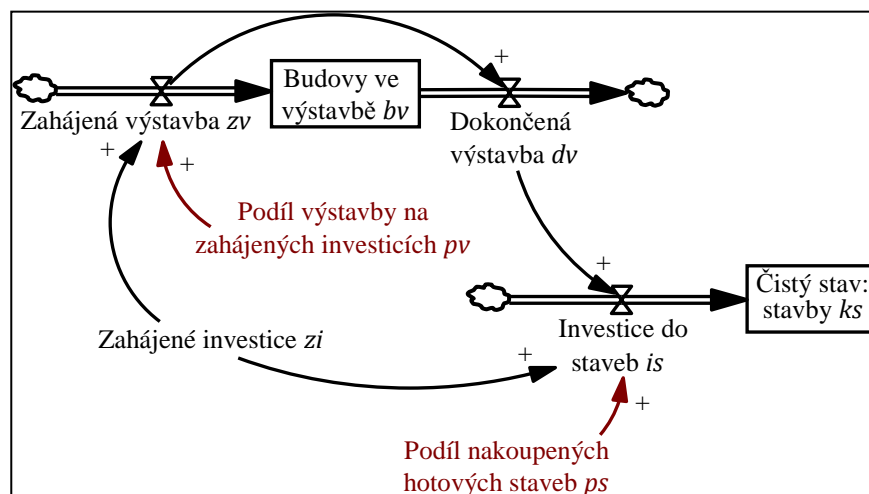 +
Budovy ve
výstavbě bv
Zahájená výstavba zv
Dokončená
výstavba dv
+
+
Podíl výstavby na
zahájených investicích pv
+
Čistý stav:
stavby ks
Zahájené investice zi
Investice do
staveb is
+
+
Podíl nakoupených
hotových staveb ps